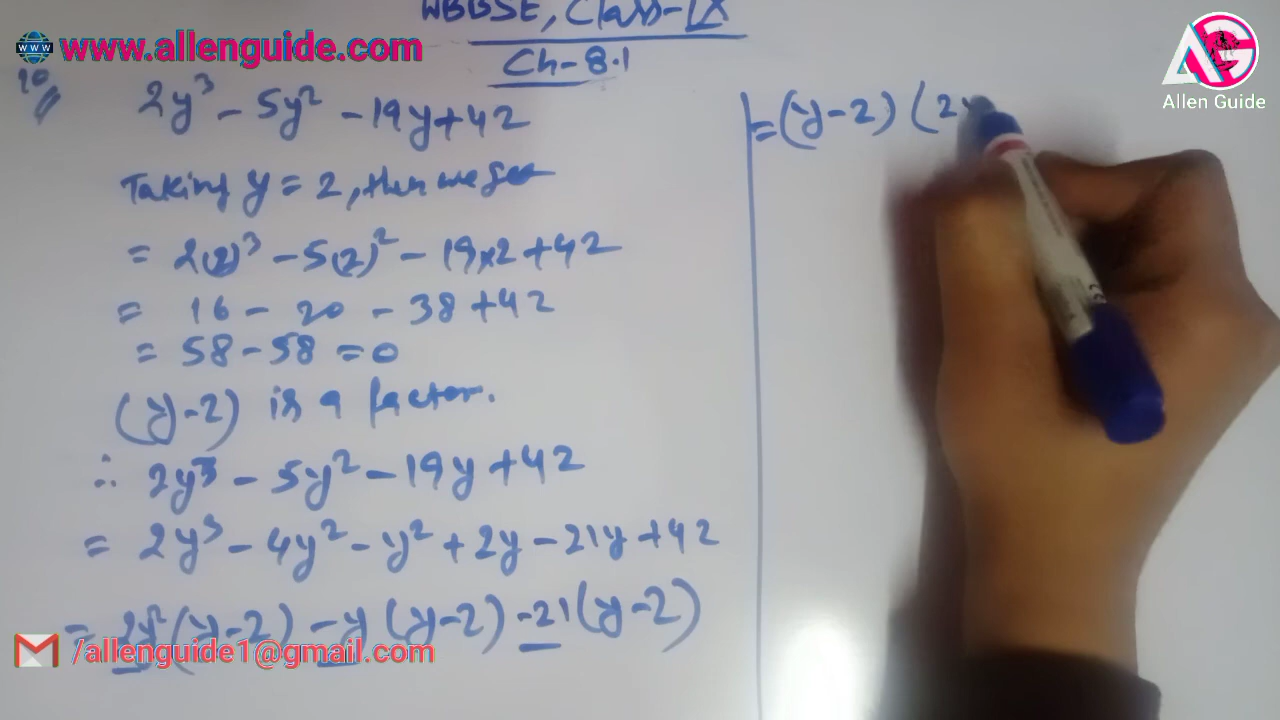 WBBSE, Class-IX
www www.allenguide.com
Ch-8.1
AG
Allen Guide
20
2y³ - 5y² - 19y + 42
Taking y = 2, then we get
= 2(2)³ - 5(2)² - 19×2 + 42
= 16 - 20 - 38 + 42
= 58 - 58 = 0
(y-2) is a factor.
∴ 2y³ - 5y² - 19y + 42
= 2y³ - 4y² - y² + 2y - 21y + 42
= 2y²(y-2) - y(y-2) - 21(y-2)
/allenguide1@gmail.com
= (y-2) (2y